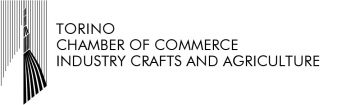 TORINO
CHAMBER OF COMMERCE
INDUSTRY CRAFTS AND AGRICULTURE